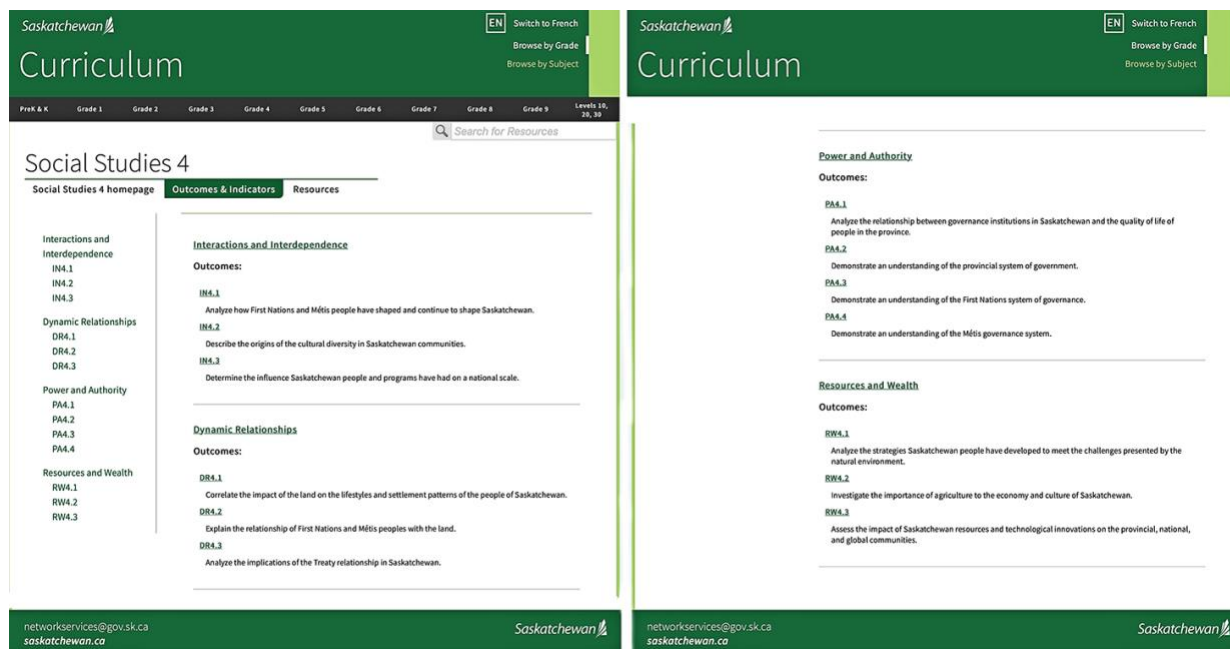 Saskatchewan
EN Switch to French
Browse by Grade
Curriculum
Browse by Subject
PreK & K Grade 1 Grade 2 Grade 3 Grade 4 Grade 5 Grade 6 Grade 7 Grade 8 Grade 9 Levels 10,
20, 30
Search for Resources
Social Studies 4
Social Studies 4 homepage Outcomes & Indicators Resources
Interactions and
Interdependence
IN4.1
IN4.2
IN4.3
Dynamic Relationships
DR4.1
DR4.2
DR4.3
Power and Authority
PA4.1
PA4.2
PA4.3
PA4.4
Resources and Wealth
RW4.1
RW4.2
RW4.3
Interactions and Interdependence
Outcomes:
IN4.1
Analyze how First Nations and Métis people have shaped and continue to shape Saskatchewan.
IN4.2
Describe the origins of the cultural diversity in Saskatchewan communities.
IN4.3
Determine the influence Saskatchewan people and programs have had on a national scale.
Dynamic Relationships
Outcomes:
DR4.1
Correlate the impact of the land on the lifestyles and settlement patterns of the people of Saskatchewan.
DR4.2
Explain the relationship of First Nations and Métis peoples with the land.
DR4.3
Analyze the implications of the Treaty relationship in Saskatchewan.
networkservices@gov.sk.ca
saskatchewan.ca
Saskatchewan
Saskatchewan
EN Switch to French
Browse by Grade
Curriculum
Browse by Subject
Power and Authority
Outcomes:
PA4.1
Analyze the relationship between governance institutions in Saskatchewan and the quality of life of
people in the province.
PA4.2
Demonstrate an understanding of the provincial system of government.
PA4.3
Demonstrate an understanding of the First Nations system of governance.
PA4.4
Demonstrate an understanding of the Métis governance system.
Resources and Wealth
Outcomes:
RW4.1
Analyze the strategies Saskatchewan people have developed to meet the challenges presented by the
natural environment.
RW4.2
Investigate the importance of agriculture to the economy and culture of Saskatchewan.
RW4.3
Assess the impact of Saskatchewan resources and technological innovations on the provincial, national,
and global communities.
networkservices@gov.sk.ca
saskatchewan.ca
Saskatchewan